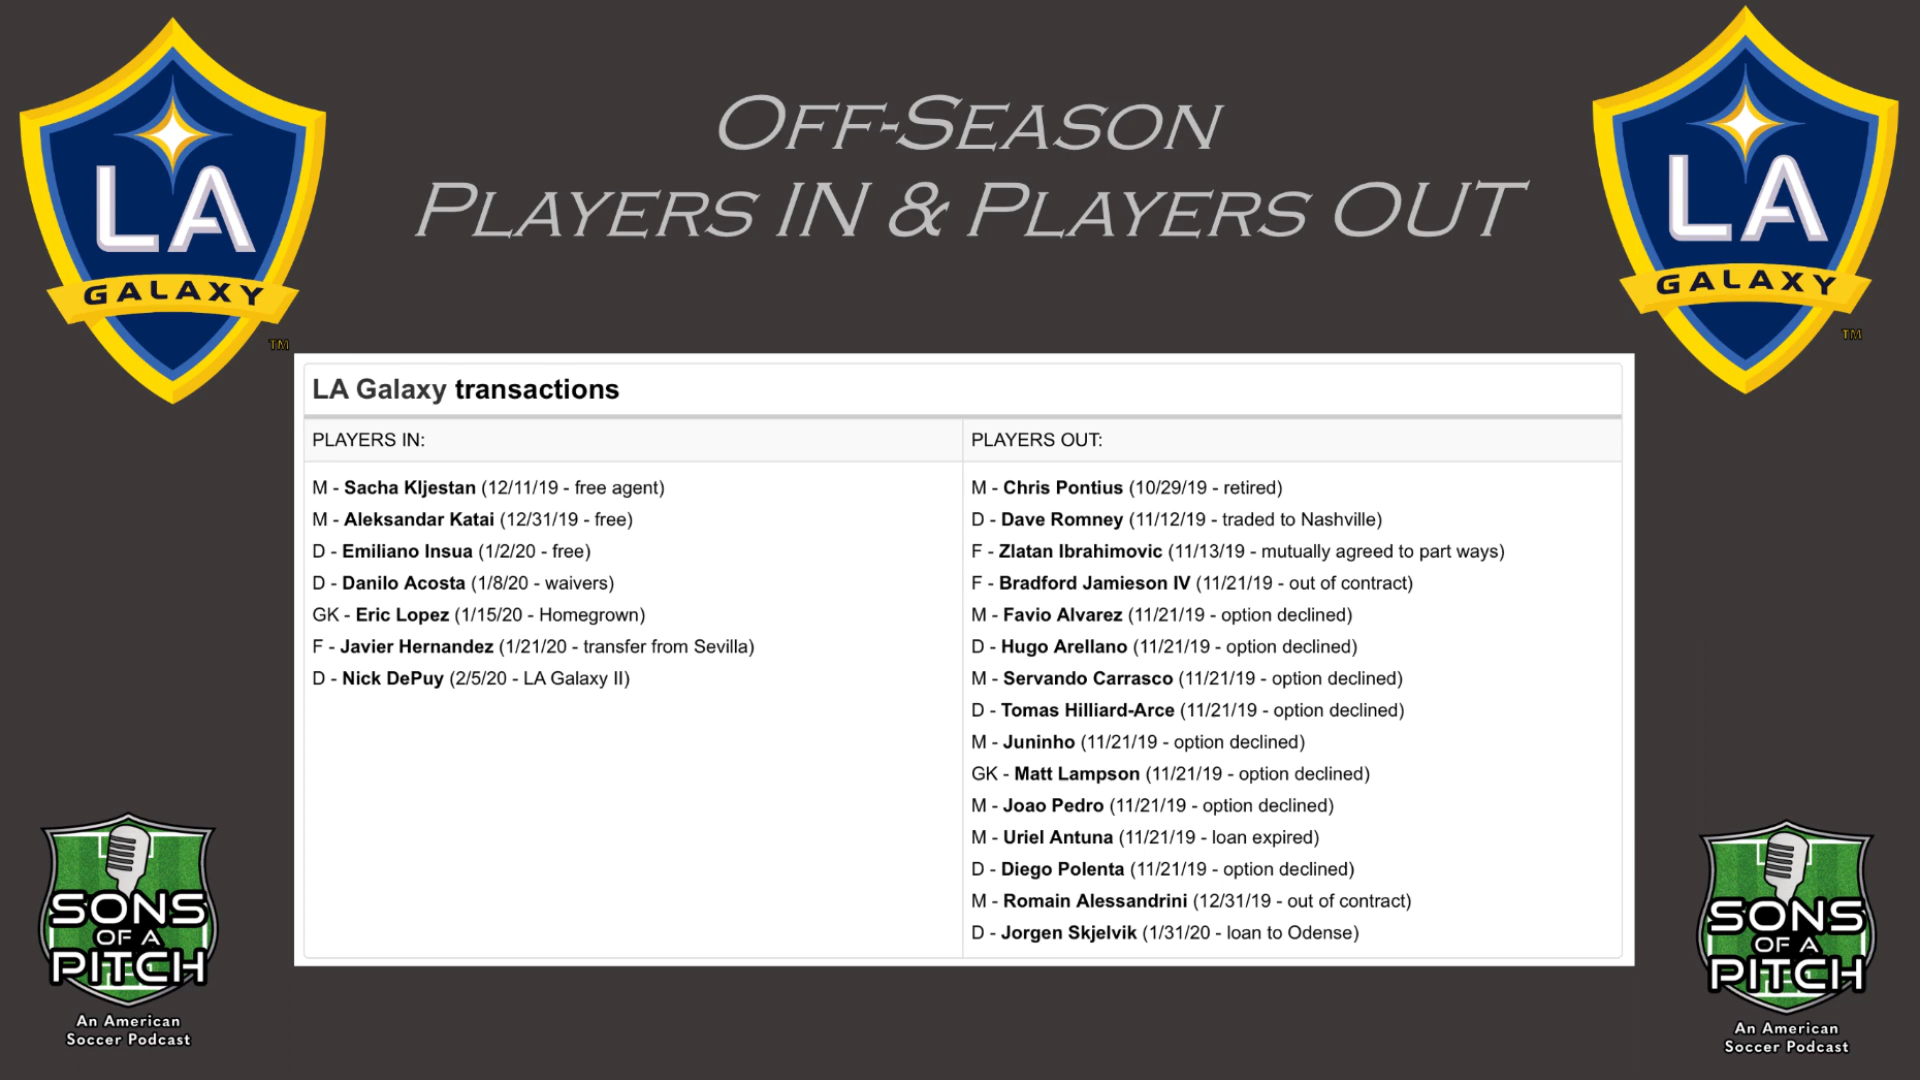 OFF-SEASON
PLAYERS IN & PLAYERS OUT
LA
GALAXY
TM
LA
GALAXY
TM
LA Galaxy transactions
PLAYERS IN:
M - Sacha Kljestan (12/11/19 - free agent)
M - Aleksandar Katai (12/31/19 - free)
D - Emiliano Insua (1/2/20 - free)
D - Danilo Acosta (1/8/20 - waivers)
GK - Eric Lopez (1/15/20 - Homegrown)
F - Javier Hernandez (1/21/20 - transfer from Sevilla)
D - Nick DePuy (2/5/20 - LA Galaxy II)
PLAYERS OUT:
M - Chris Pontius (10/29/19 - retired)
D - Dave Romney (11/12/19 - traded to Nashville)
F - Zlatan Ibrahimovic (11/13/19 - mutually agreed to part ways)
F - Bradford Jamieson IV (11/21/19 - out of contract)
M - Favio Alvarez (11/21/19 - option declined)
D - Hugo Arellano (11/21/19 - option declined)
M - Servando Carrasco (11/21/19 - option declined)
D - Tomas Hilliard-Arce (11/21/19 - option declined)
M - Juninho (11/21/19 - option declined)
GK - Matt Lampson (11/21/19 - option declined)
M - Joao Pedro (11/21/19 - option declined)
M - Uriel Antuna (11/21/19 - loan expired)
D - Diego Polenta (11/21/19 - option declined)
M - Romain Alessandrini (12/31/19 - out of contract)
D - Jorgen Skjelvik (1/31/20 - loan to Odense)
SONS
OF A
PITCH
An American
Soccer Podcast
SONS
OF A
PITCH
An American
Soccer Podcast